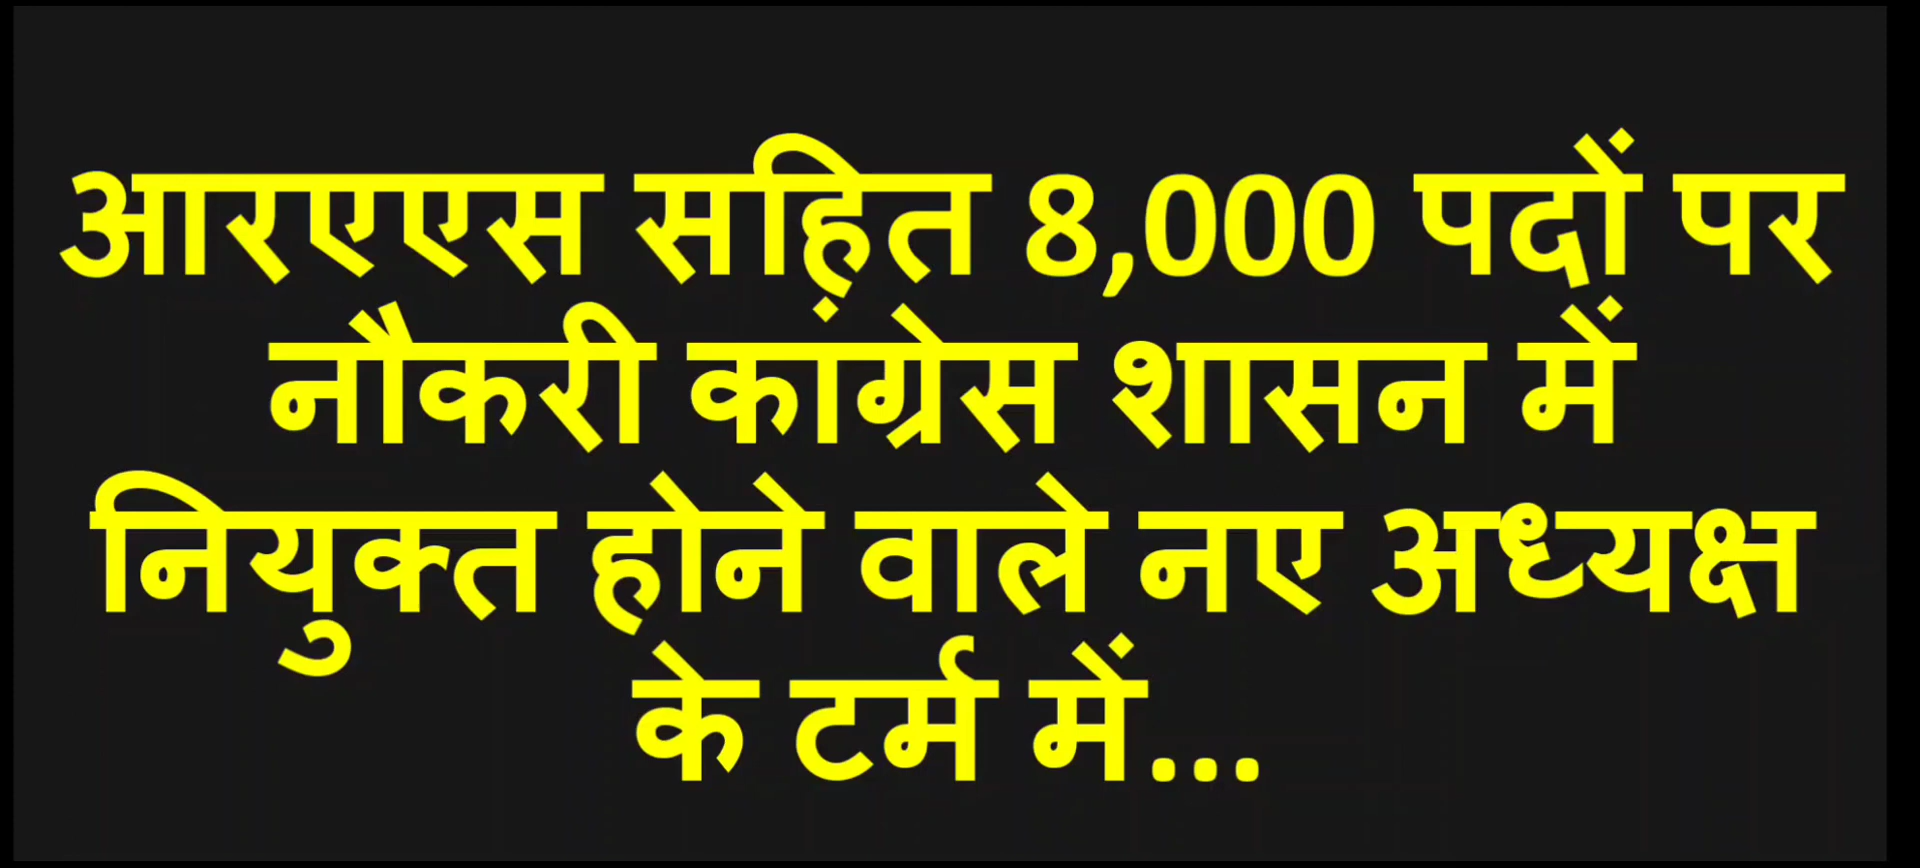 आरएएस सहित 8,000 पदों पर
नौकरी कांग्रेस शासन में
नियुक्त होने वाले नए अध्यक्ष
के टर्म में...